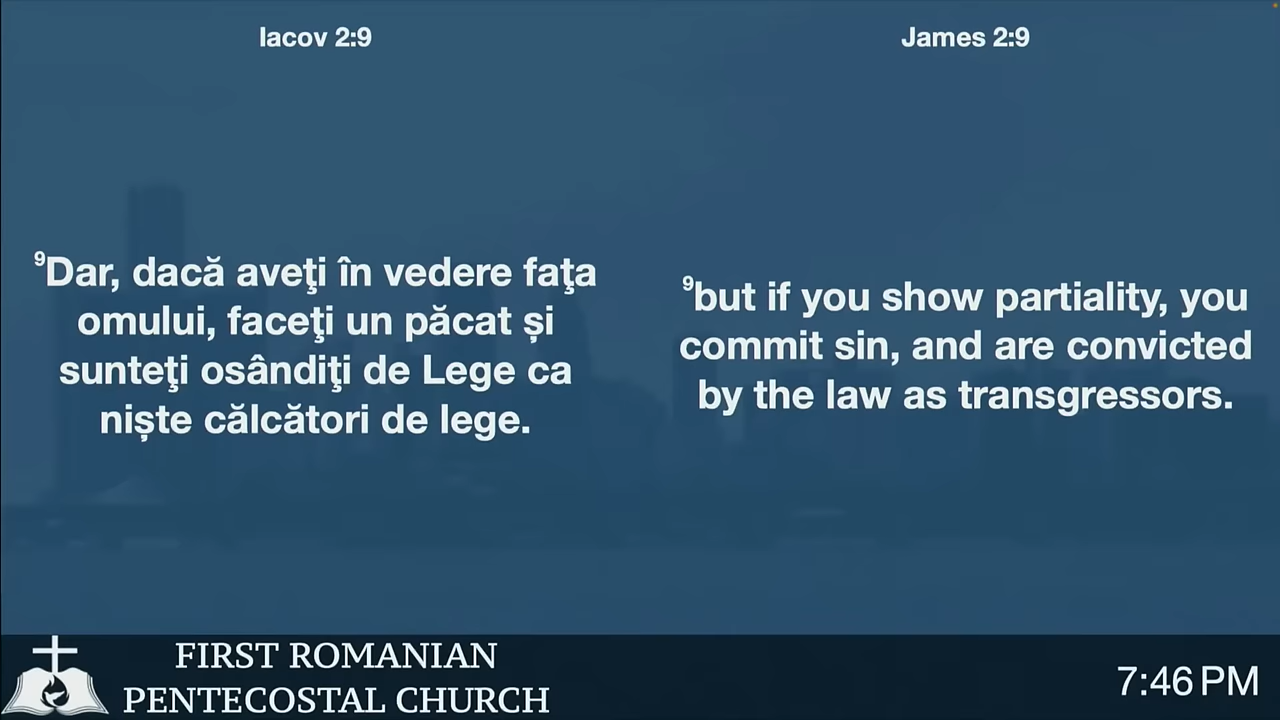 Iacov 2:9
⁹Dar, dacă aveţi în vedere faţa
omului, faceţi un păcat și
sunteţi osândiţi de Lege ca
niște călcători de lege.
James 2:9
⁹but if you show partiality, you
commit sin, and are convicted
by the law as transgressors.
FIRST ROMANIAN
PENTECOSTAL CHURCH
7:46 PM